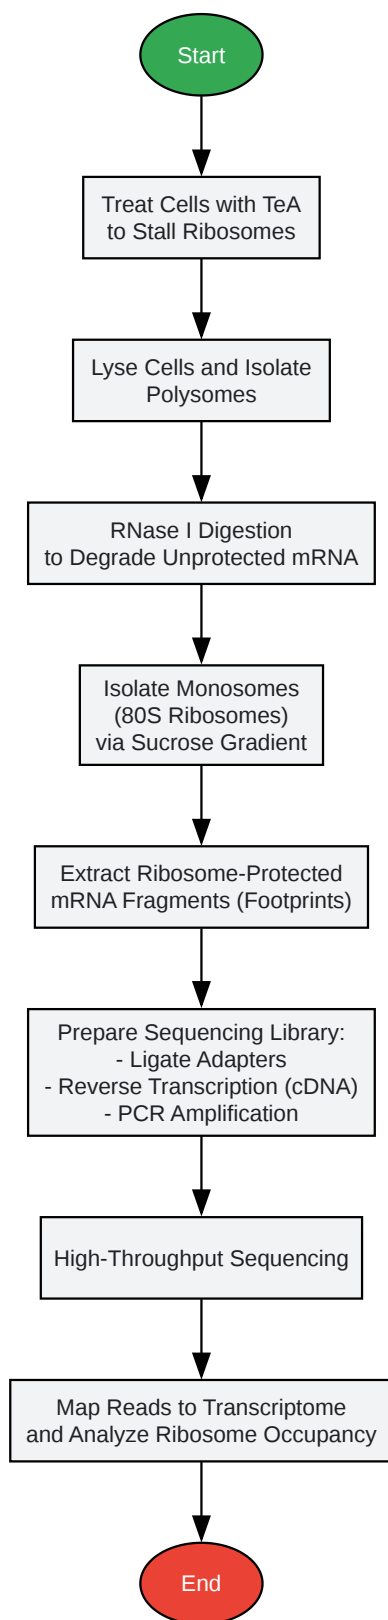 Start
Treat Cells with TeA
to Stall Ribosomes
Lyse Cells and Isolate
Polysomes
RNase I Digestion
to Degrade Unprotected mRNA
Isolate Monosomes
(80S Ribosomes)
via Sucrose Gradient
Extract Ribosome-Protected
mRNA Fragments (Footprints)
Prepare Sequencing Library:
- Ligate Adapters
- Reverse Transcription (cDNA)
- PCR Amplification
High-Throughput Sequencing
Map Reads to Transcriptome
and Analyze Ribosome Occupancy
End